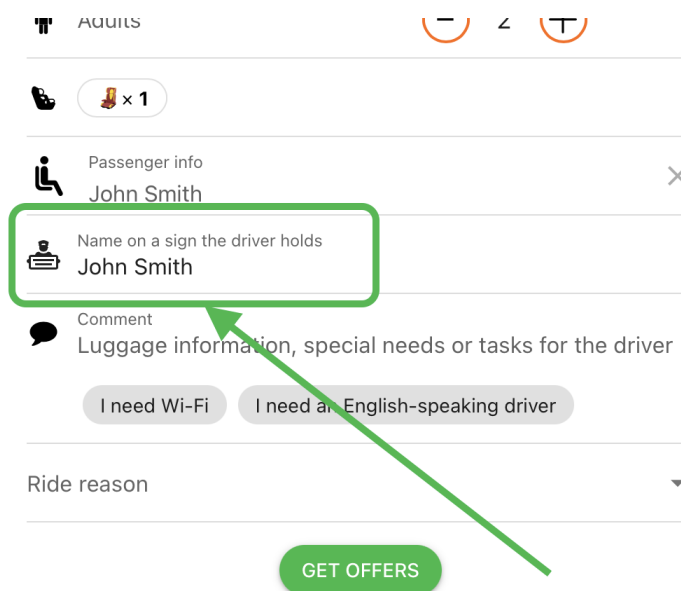 Adults
2
× 1
Passenger info
John Smith
Name on a sign the driver holds
John Smith
Comment
Luggage information, special needs or tasks for the driver
I need Wi-Fi
I need an English-speaking driver
Ride reason
GET OFFERS